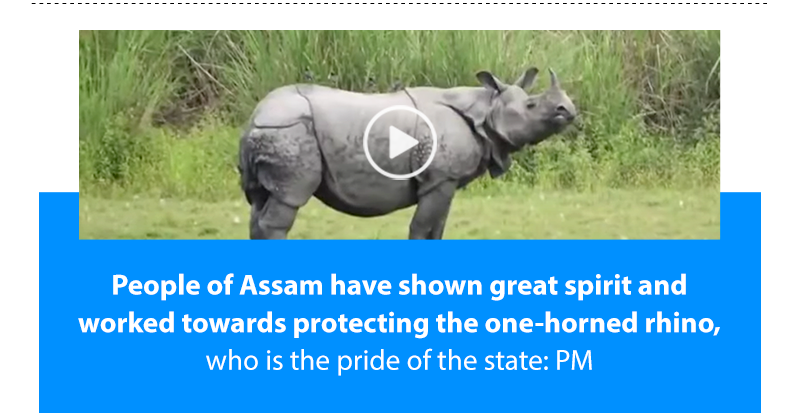 People of Assam have shown great spirit and
worked towards protecting the one-horned rhino,
who is the pride of the state: PM